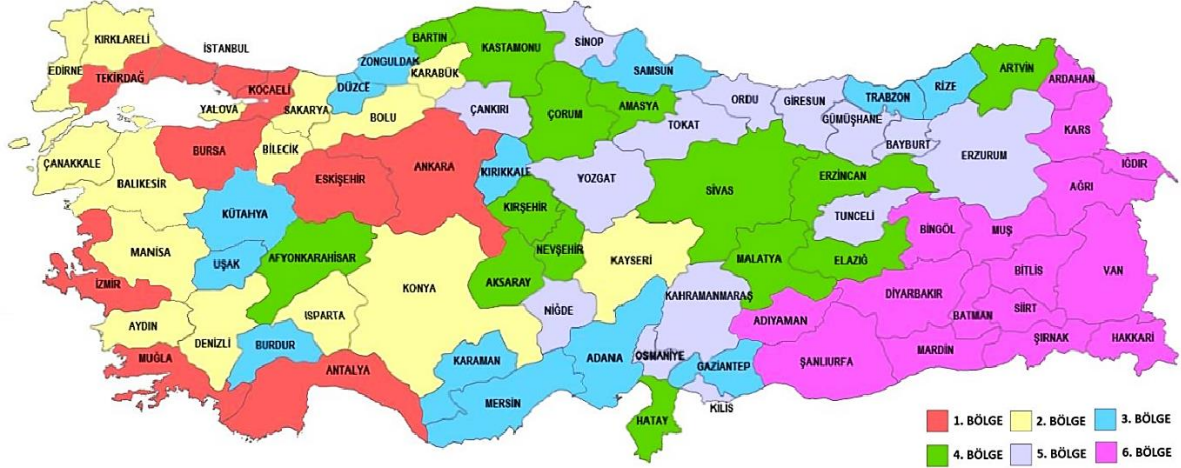 KIRKLARELİ
EDİRNE
TEKİRDAĞ
İSTANBUL
KOCAELİ
YALOVA
SAKARYA
DÜZCE
ZONGULDAK
BARTIN
KARABÜK
KASTAMONU
SİNOP
SAMSUN
BOLU
ÇANKIRI
ÇORUM
AMASYA
TOKAT
ORDU
GİRESUN
GÜMÜŞHANE
TRABZON
RİZE
ARTVİN
ARDAHAN
KARS
BAYBURT
ERZURUM
IĞDIR
AĞRI
ÇANAKKALE
BALIKESİR
BURSA
BİLECİK
ESKİŞEHİR
ANKARA
KIRIKKALE
YOZGAT
SİVAS
ERZİNCAN
TUNCELİ
BİNGÖL
MUŞ
KÜTAHYA
KIRŞEHİR
MANİSA
UŞAK
AFYONKARAHİSAR
NEVŞEHİR
KAYSERİ
MALATYA
ELAZIĞ
BİTLİS
VAN
İZMİR
KONYA
AKSARAY
NİĞDE
KAHRAMANMARAŞ
DİYARBAKIR
BATMAN
SİİRT
AYDIN
DENİZLİ
ISPARTA
BURDUR
ADIYAMAN
ŞIRNAK
HAKKARİ
MUĞLA
ANTALYA
KARAMAN
MERSİN
ADANA
OSMANİYE
GAZİANTEP
ŞANLIURFA
MARDİN
KİLİS
HATAY
1. BÖLGE
2. BÖLGE
3. BÖLGE
4. BÖLGE
5. BÖLGE
6. BÖLGE